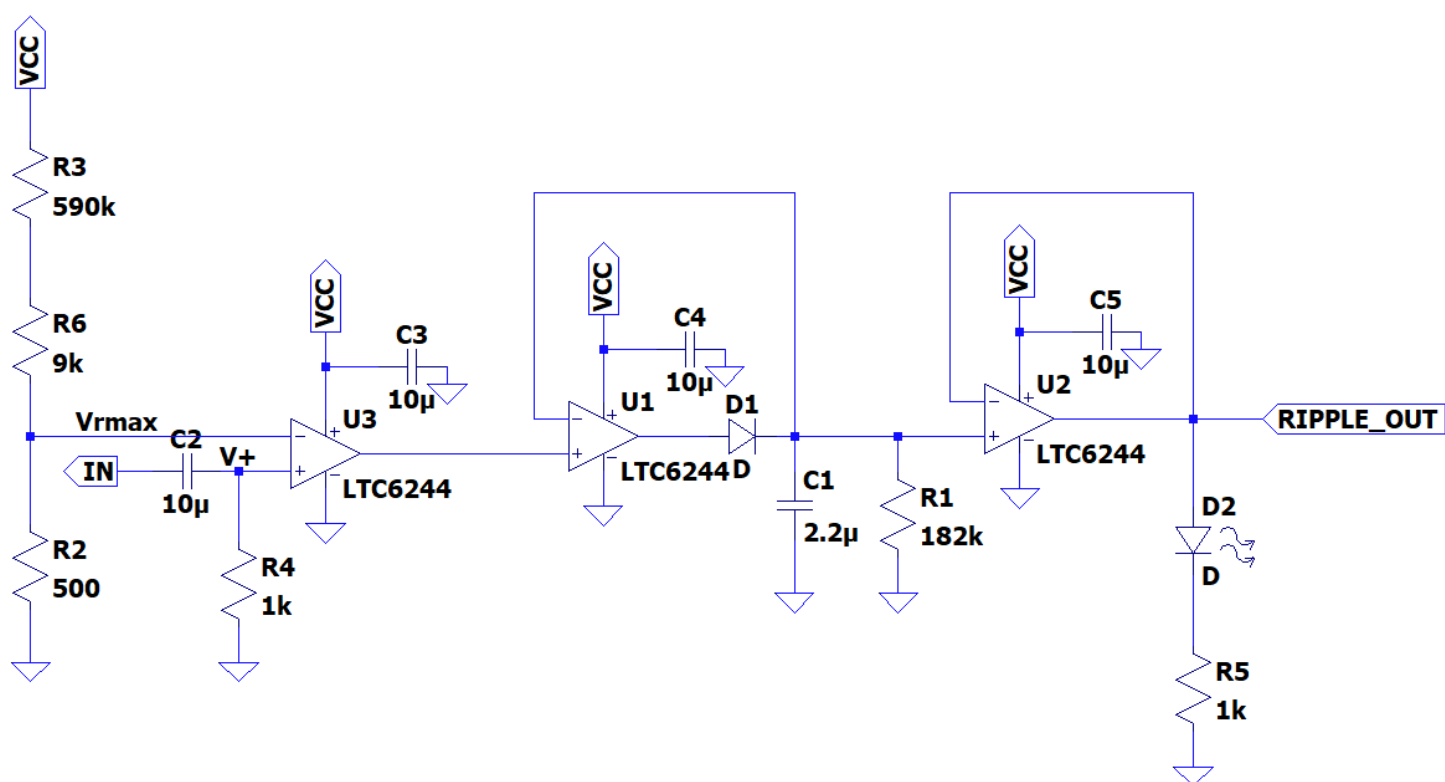 VCC
R3
590k
R6
9k
Vrmax
C2
10µ
IN
V+
R2
500
R4
1k
VCC
C3
10µ
U3
LTC6244
VCC
C4
10µ
U1
LTC6244
D1
D
C1
2.2µ
R1
182k
VCC
C5
10µ
U2
LTC6244
RIPPLE_OUT
D2
D
R5
1k